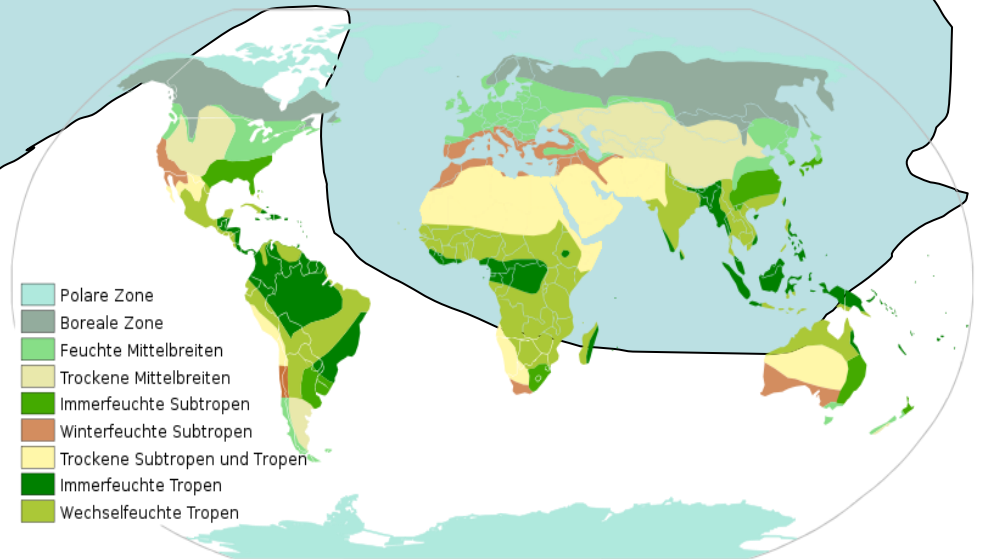 Polare Zone
Boreale Zone
Feuchte Mittelbreiten
Trockene Mittelbreiten
Immerfeuchte Subtropen
Winterfeuchte Subtropen
Trockene Subtropen und Tropen
Immerfeuchte Tropen
Wechselfeuchte Tropen